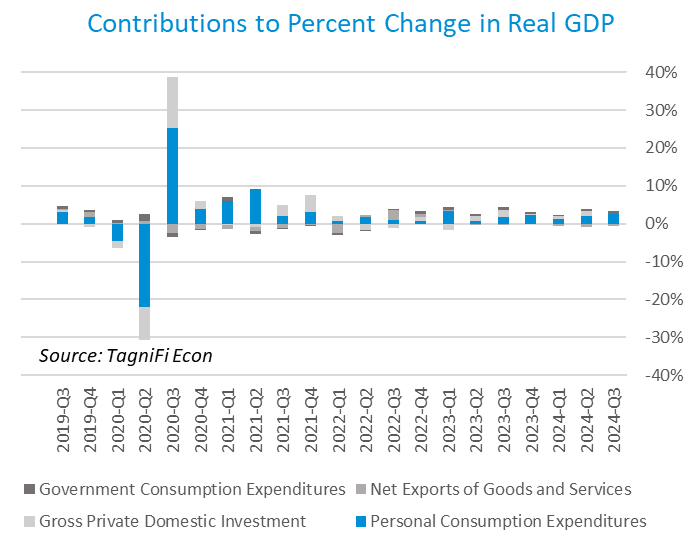 Contributions to Percent Change in Real GDP
40%
30%
20%
10%
0%
-10%
-20%
-30%
-40%
Source: TagniFi Econ
2019-Q3
2019-Q4
2020-Q1
2020-Q2
2020-Q3
2020-Q4
2021-Q1
2021-Q2
2021-Q3
2021-Q4
2022-Q1
2022-Q2
2022-Q3
2022-Q4
2023-Q1
2023-Q2
2023-Q3
2023-Q4
2024-Q1
2024-Q2
2024-Q3
Government Consumption Expenditures
Net Exports of Goods and Services
Gross Private Domestic Investment
Personal Consumption Expenditures